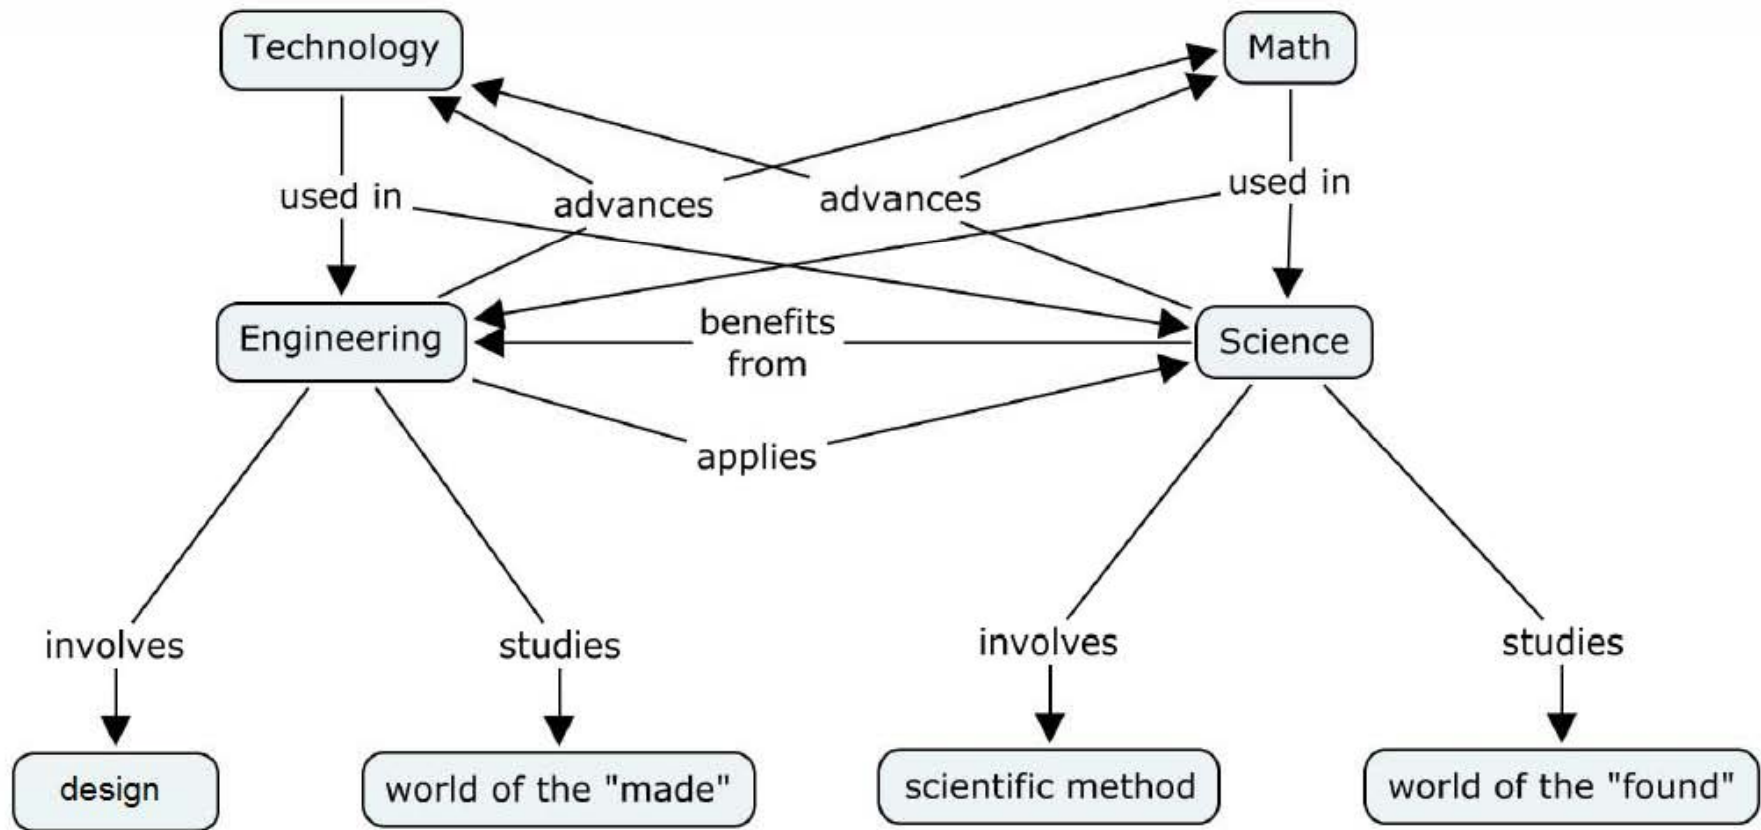 Technology
Math
used in
advances
advances
used in
Engineering
benefits
from
Science
applies
involves
studies
involves
studies
design
world of the "made"
scientific method
world of the "found"